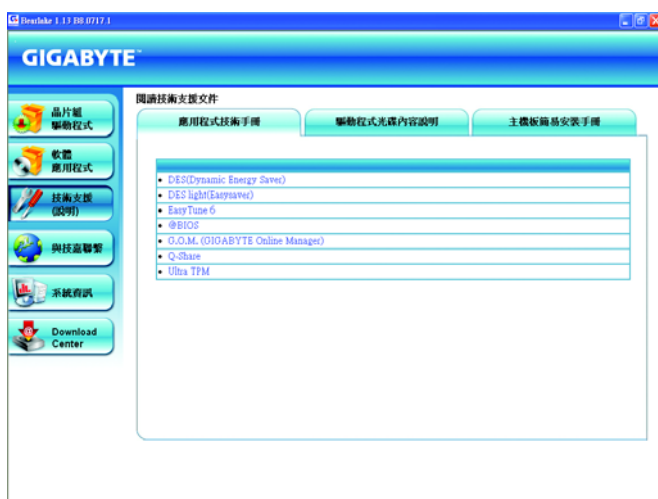 Bearlake 1.13 B8.0717.1
GIGABYTE™
晶片組
驅動程式
軟體
應用程式
技術支援
(說明)
與技嘉聯繫
系統資訊
Download
Center
閱讀技術支援文件
應用程式技術手冊
驅動程式光碟內容說明
主機板簡易安裝手冊
• DES(Dynamic Energy Saver)
• DES light(Easysaver)
• EasyTune 6
• @BIOS
• G.O.M. (GIGABYTE Online Manager)
• Q-Share
• Ultra TPM